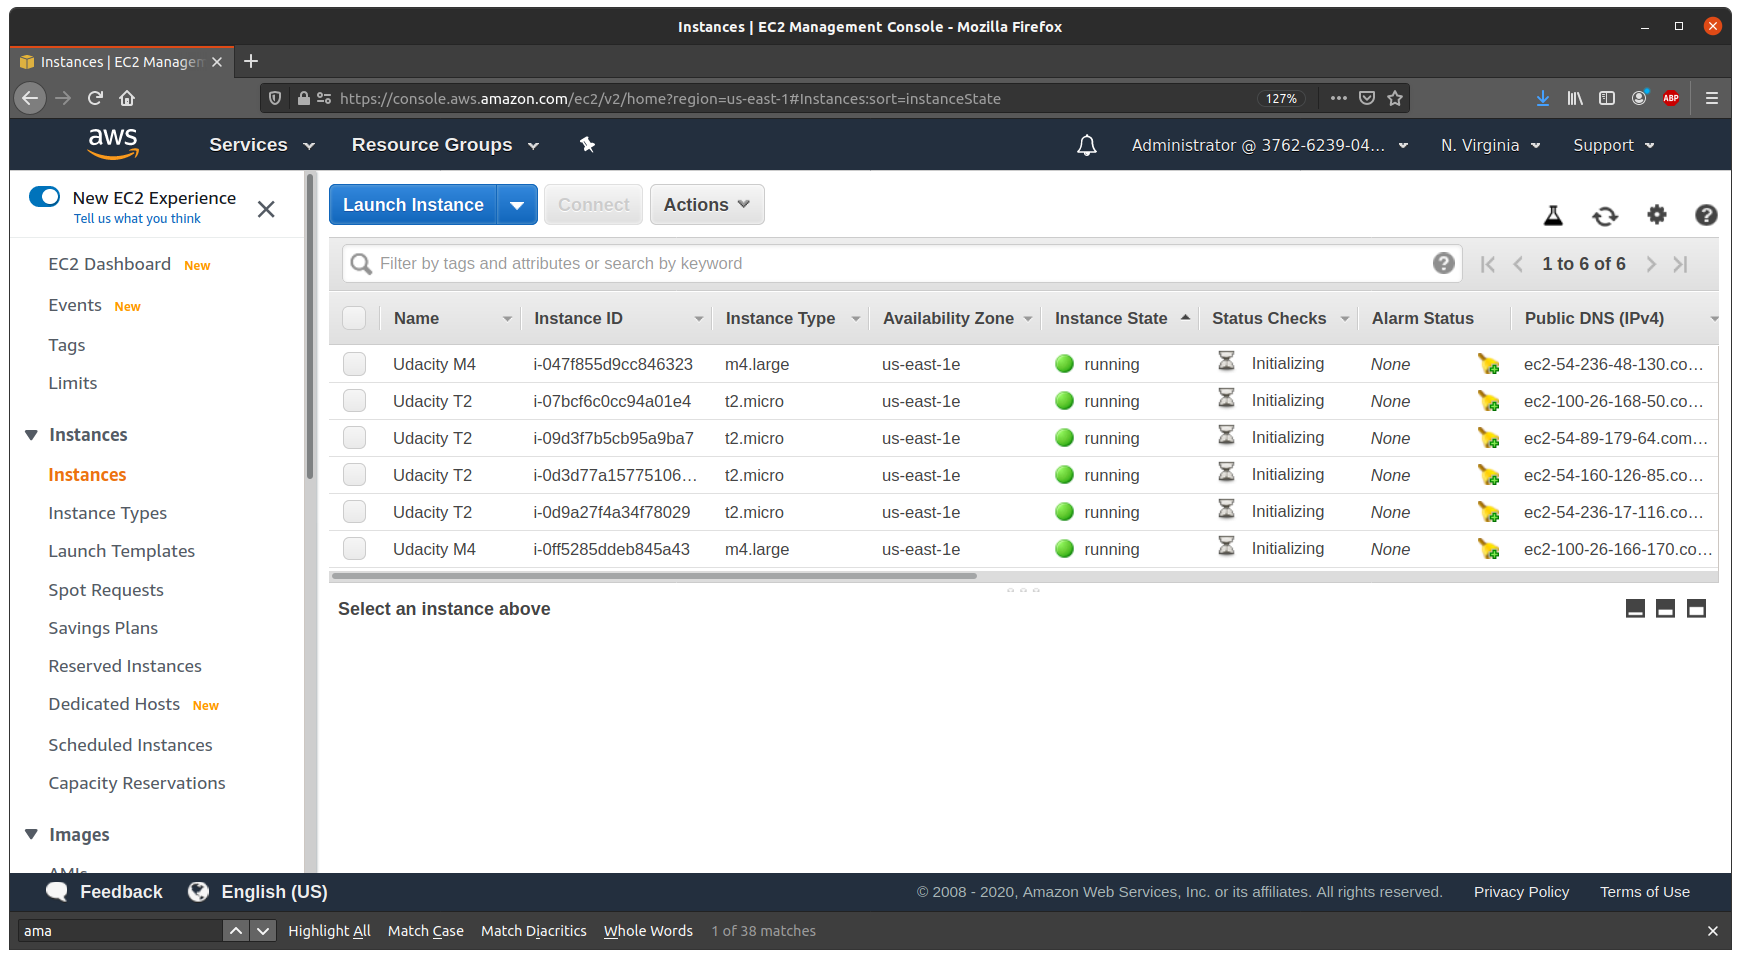 Instances | EC2 Management Console - Mozilla Firefox
Instances | EC2 Managem
https://console.aws.amazon.com/ec2/v2/home?region=us-east-1#Instances:sort=instanceState 127% ABP
aws Services Resource Groups Administrator @ 3762-6239-04... N. Virginia Support
New EC2 Experience
Tell us what you think
Launch Instance Connect Actions
Filter by tags and attributes or search by keyword 1 to 6 of 6
Name Instance ID Instance Type Availability Zone Instance State Status Checks Alarm Status Public DNS (IPv4)
Udacity M4 i-047f855d9cc846323 m4.large us-east-1e running Initializing None ec2-54-236-48-130.co...
Udacity T2 i-07bcf6c0cc94a01e4 t2.micro us-east-1e running Initializing None ec2-100-26-168-50.co...
Udacity T2 i-09d3f7b5cb95a9ba7 t2.micro us-east-1e running Initializing None ec2-54-89-179-64.com...
Udacity T2 i-0d3d77a15775106... t2.micro us-east-1e running Initializing None ec2-54-160-126-85.co...
Udacity T2 i-0d9a27f4a34f78029 t2.micro us-east-1e running Initializing None ec2-54-236-17-116.co...
Udacity M4 i-0ff5285ddeb845a43 m4.large us-east-1e running Initializing None ec2-100-26-166-170.co...
Select an instance above
EC2 Dashboard New
Events New
Tags
Limits
Instances
Instances
Instance Types
Launch Templates
Spot Requests
Savings Plans
Reserved Instances
Dedicated Hosts New
Scheduled Instances
Capacity Reservations
Images
AMIs
Feedback English (US) © 2008 - 2020, Amazon Web Services, Inc. or its affiliates. All rights reserved. Privacy Policy Terms of Use
ama Highlight All Match Case Match Diacritics Whole Words 1 of 38 matches